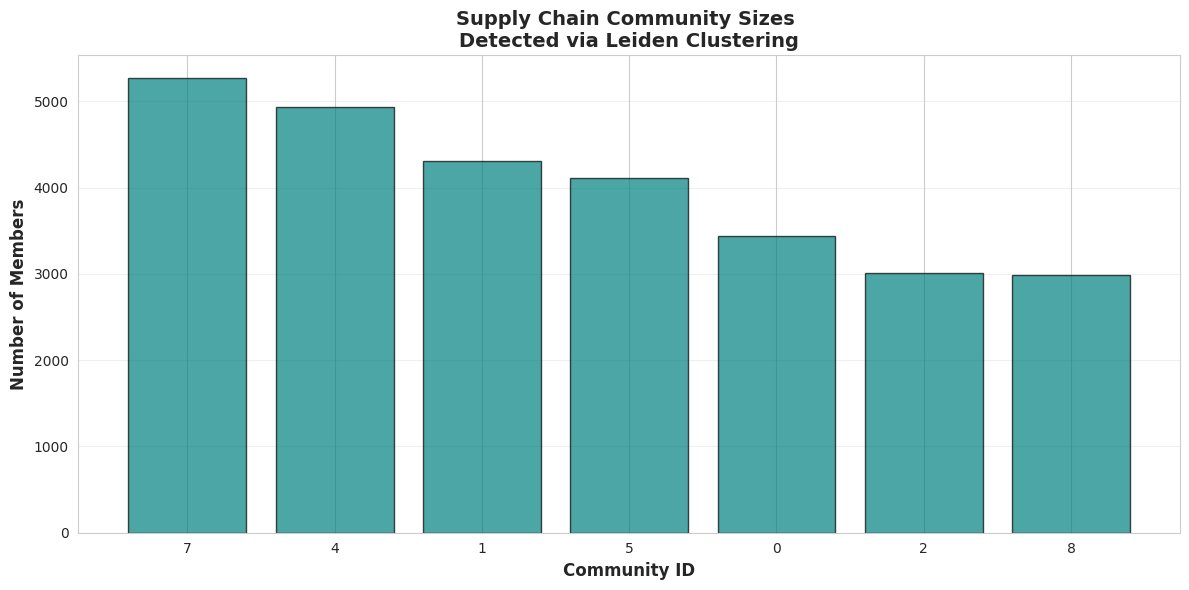 Supply Chain Community Sizes
Detected via Leiden Clustering
Number of Members
5000
4000
3000
2000
1000
0
7 4 1 5 0 2 8
Community ID